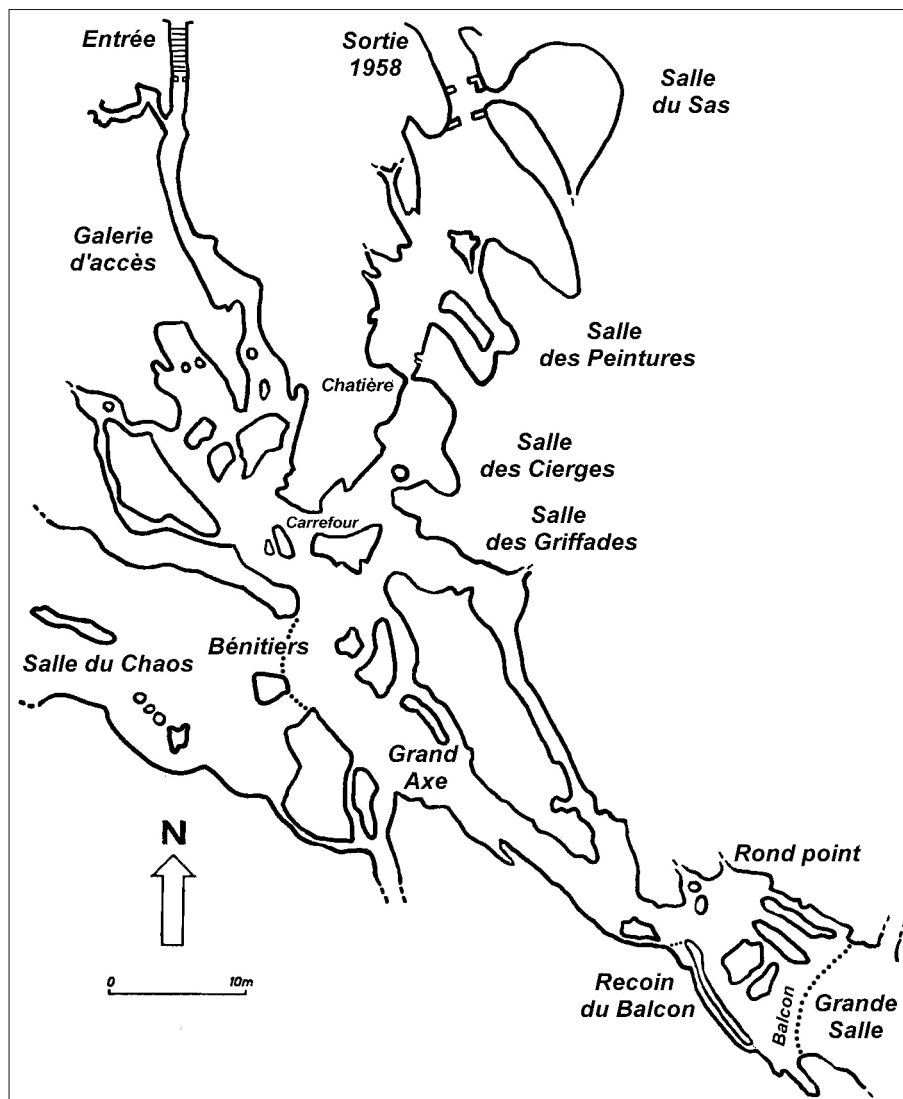 Entrée
Sortie
1958
Salle
du Sas
Galerie
d'accès
Salle
des Peintures
Chatière
Salle
des Cierges
Carrefour
Salle
des Griffades
Bénitiers
Salle du Chaos
Grand
Axe
N
Rond point
0 10m
Recoin
du Balcon
Balcon
Grande
Salle